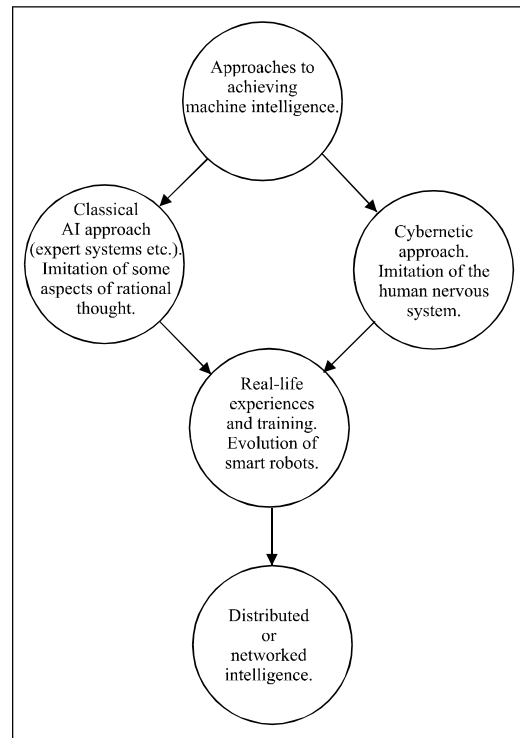 Approaches to
achieving
machine intelligence.
Classical
AI approach
(expert systems etc.).
Imitation of some
aspects of rational
thought.
Cybernetic
approach.
Imitation of the
human nervous
system.
Real-life
experiences
and training.
Evolution of
smart robots.
Distributed
or
networked
intelligence.